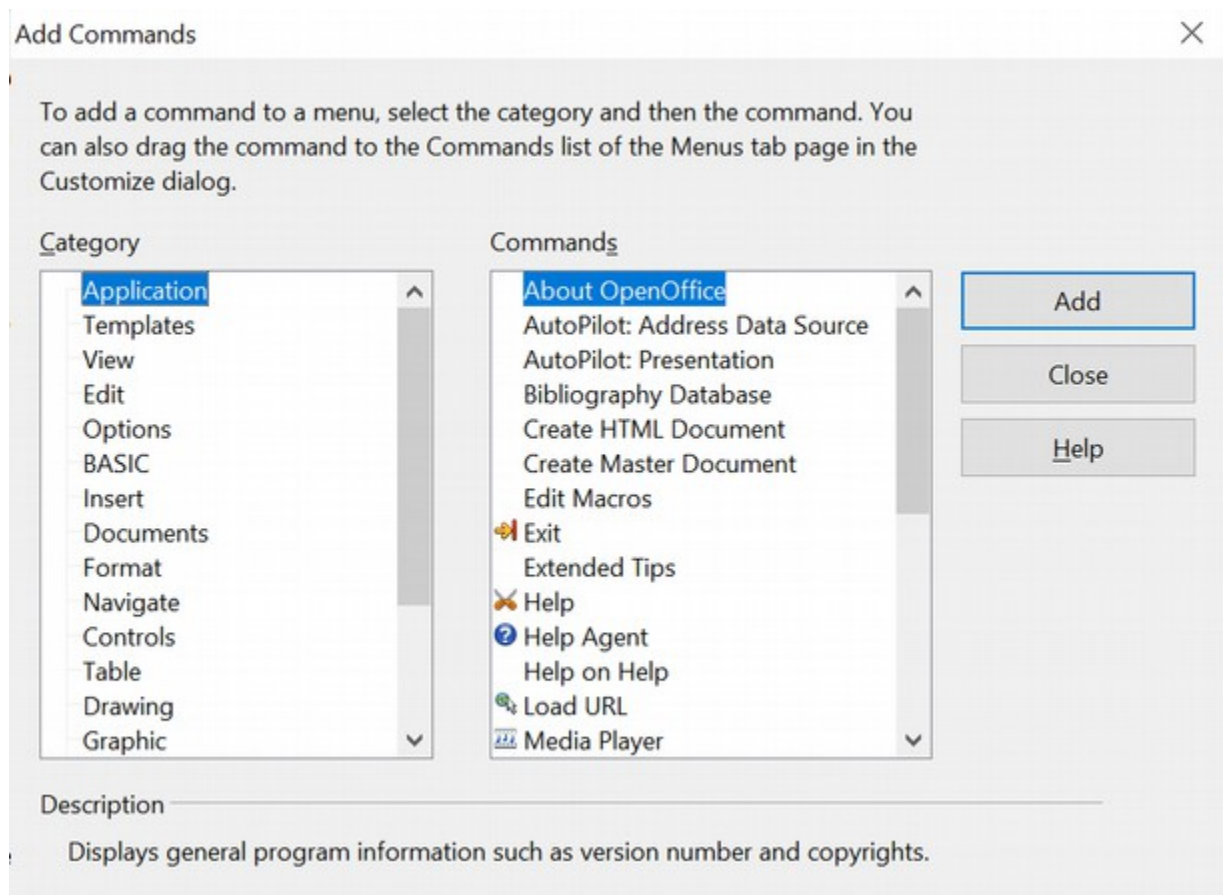 Add Commands
To add a command to a menu, select the category and then the command. You
can also drag the command to the Commands list of the Menus tab page in the
Customize dialog.
Category
Application
Templates
View
Edit
Options
BASIC
Insert
Documents
Format
Navigate
Controls
Table
Drawing
Graphic
Commands
About OpenOffice
AutoPilot: Address Data Source
AutoPilot: Presentation
Bibliography Database
Create HTML Document
Create Master Document
Edit Macros
Exit
Extended Tips
Help
Help Agent
Help on Help
Load URL
Media Player
Add
Close
Help
Description
Displays general program information such as version number and copyrights.